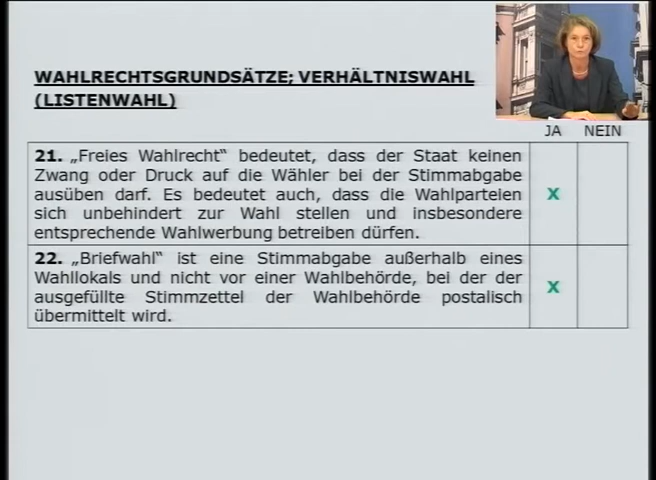 WAHLRECHTSGRUNDSÄTZE; VERHÄLTNISWAHL
(LISTENWAHL)
JA NEIN
21. „Freies Wahlrecht“ bedeutet, dass der Staat keinen
Zwang oder Druck auf die Wähler bei der Stimmabgabe
ausüben darf. Es bedeutet auch, dass die Wahlparteien
X
sich unbehindert zur Wahl stellen und insbesondere
entsprechende Wahlwerbung betreiben dürfen.
22. „Briefwahl“ ist eine Stimmabgabe außerhalb eines
Wahllokals und nicht vor einer Wahlbehörde, bei der der
X
ausgefüllte Stimmzettel der Wahlbehörde postalisch
übermittelt wird.